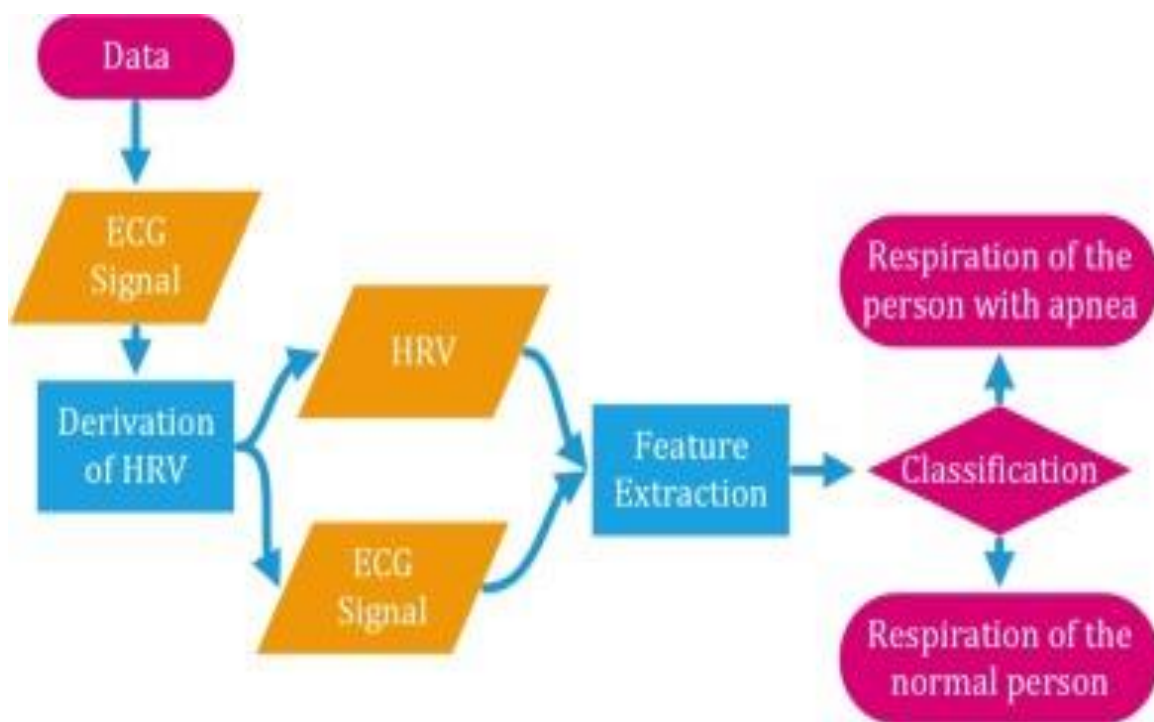 Data
ECG
Signal
Derivation
of HRV
HRV
ECG
Signal
Feature
Extraction
Classification
Respiration of the
person with apnea
Respiration of the
normal person